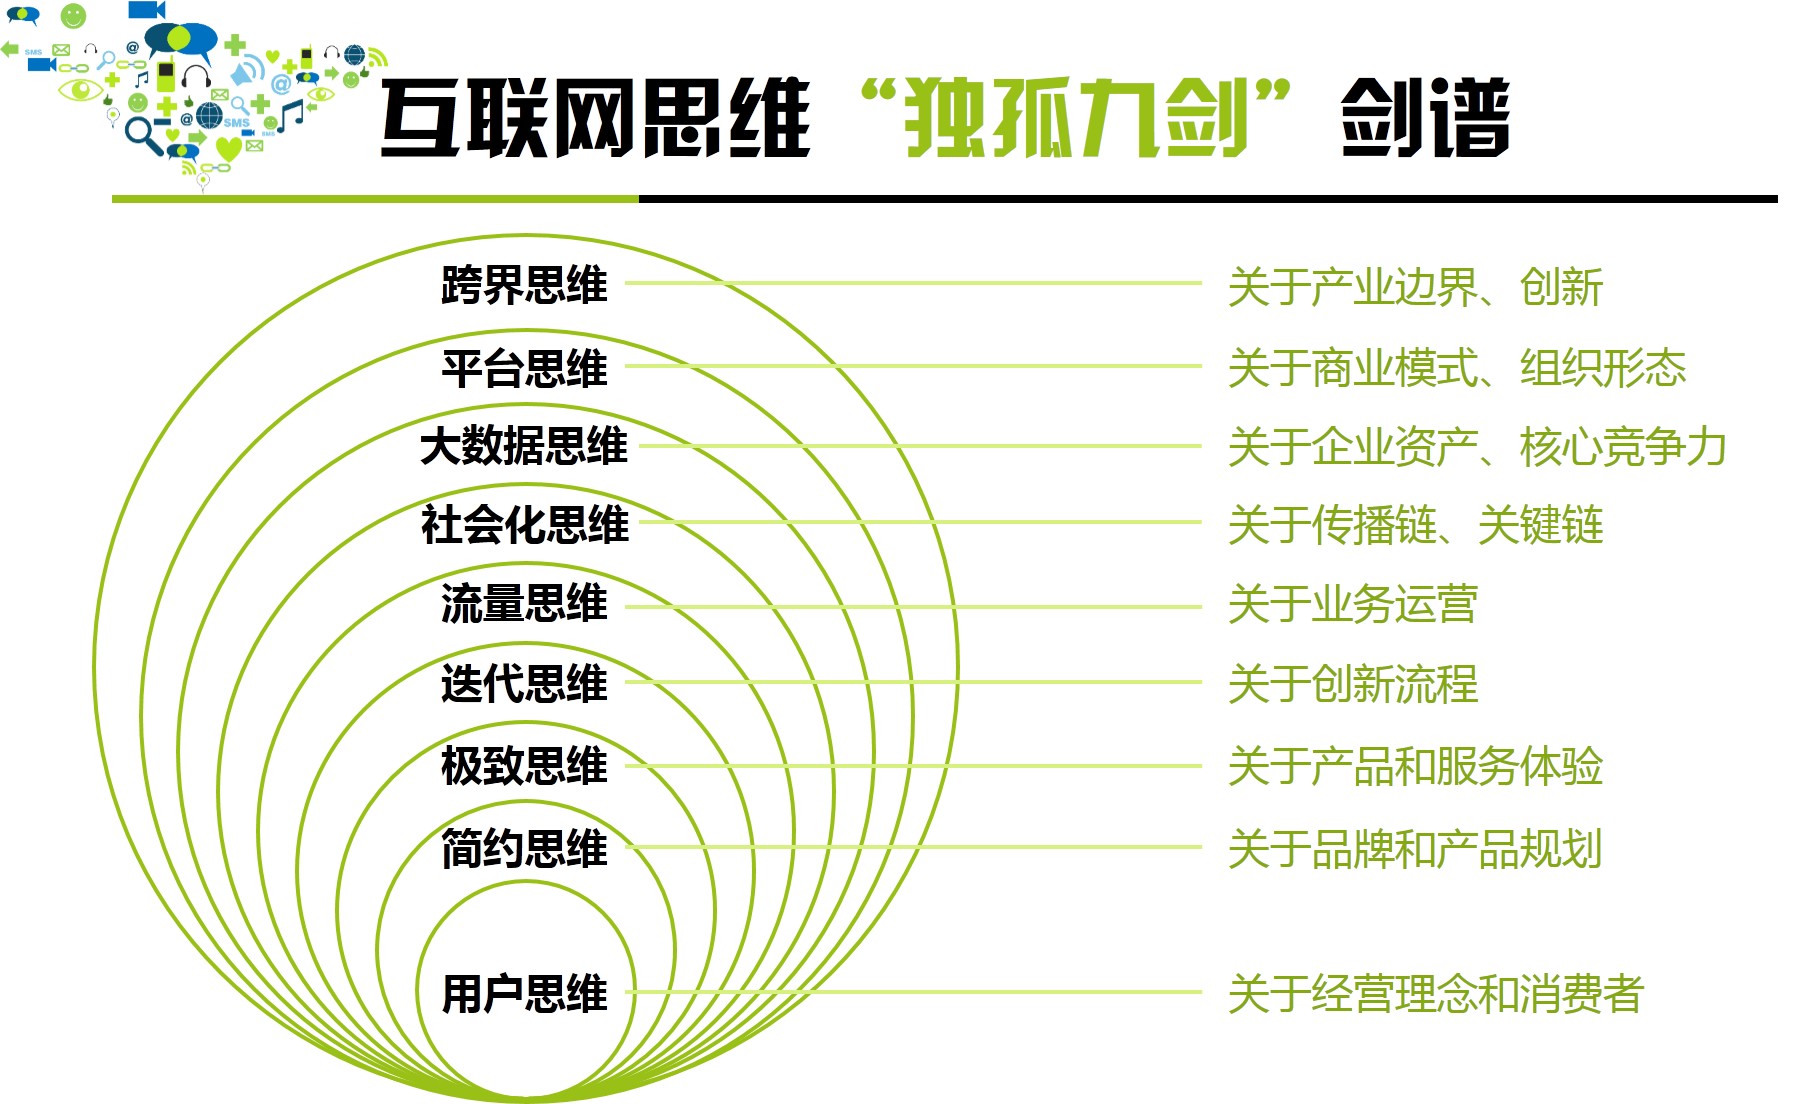 互联网思维“独孤九剑”剑谱
SMS
@
@
@
SMS
SMS
跨界思维 关于产业边界、创新
平台思维 关于商业模式、组织形态
大数据思维 关于企业资产、核心竞争力
社会化思维 关于传播链、关键链
流量思维 关于业务运营
迭代思维 关于创新流程
极致思维 关于产品和服务体验
简约思维 关于品牌和产品规划
用户思维 关于经营理念和消费者